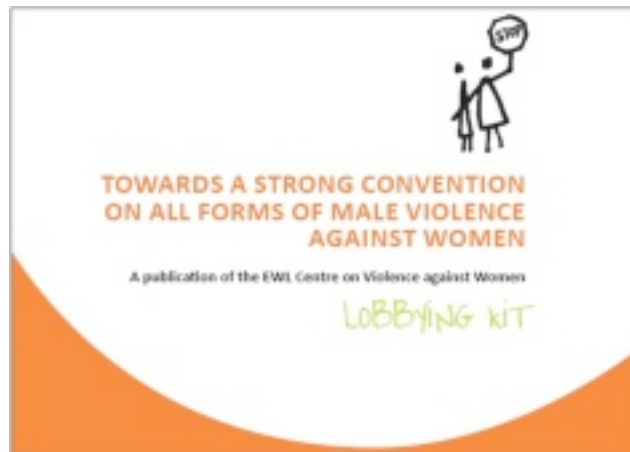 STOP
TOWARDS A STRONG CONVENTION
ON ALL FORMS OF MALE VIOLENCE
AGAINST WOMEN
A publication of the EWL Centre on Violence against Women
LOBBYING KIT